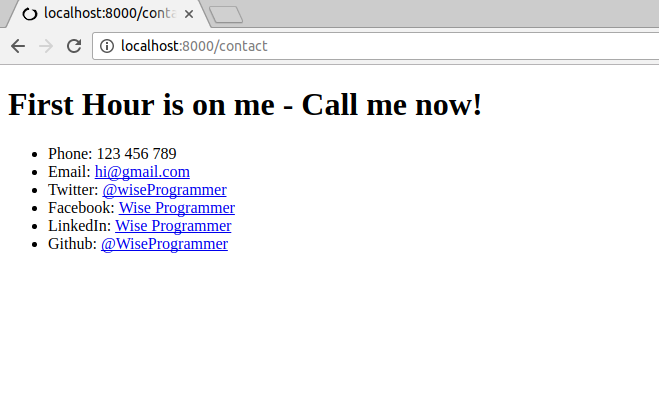 localhost:8000/conta
localhost:8000/contact
First Hour is on me - Call me now!
Phone: 123 456 789
Email: hi@gmail.com
Twitter: @wiseProgrammer
Facebook: Wise Programmer
LinkedIn: Wise Programmer
Github: @WiseProgrammer